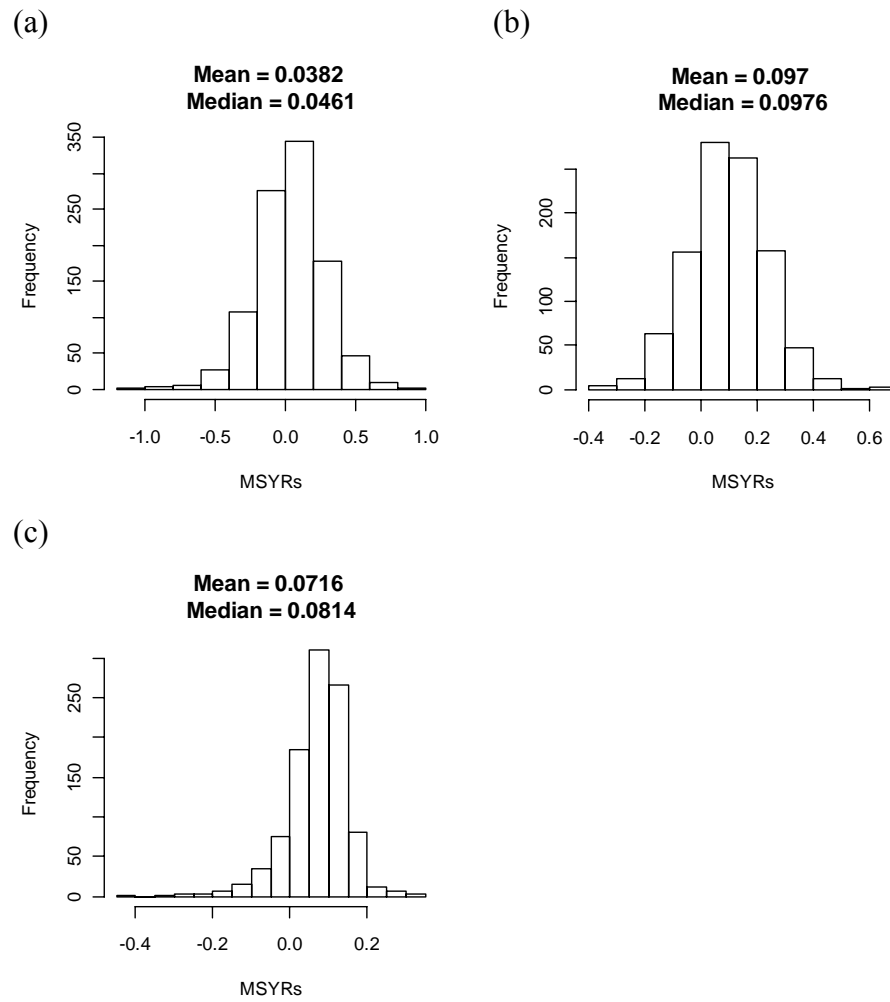 (a)
Mean = 0.0382
Median = 0.0461
Frequency
350
250
150
50
0
-1.0 -0.5 0.0 0.5 1.0
MSYRs
(b)
Mean = 0.097
Median = 0.0976
Frequency
200
100
50
0
-0.4 -0.2 0.0 0.2 0.4 0.6
MSYRs
(c)
Mean = 0.0716
Median = 0.0814
Frequency
250
150
50
0
-0.4 -0.2 0.0 0.2
MSYRs